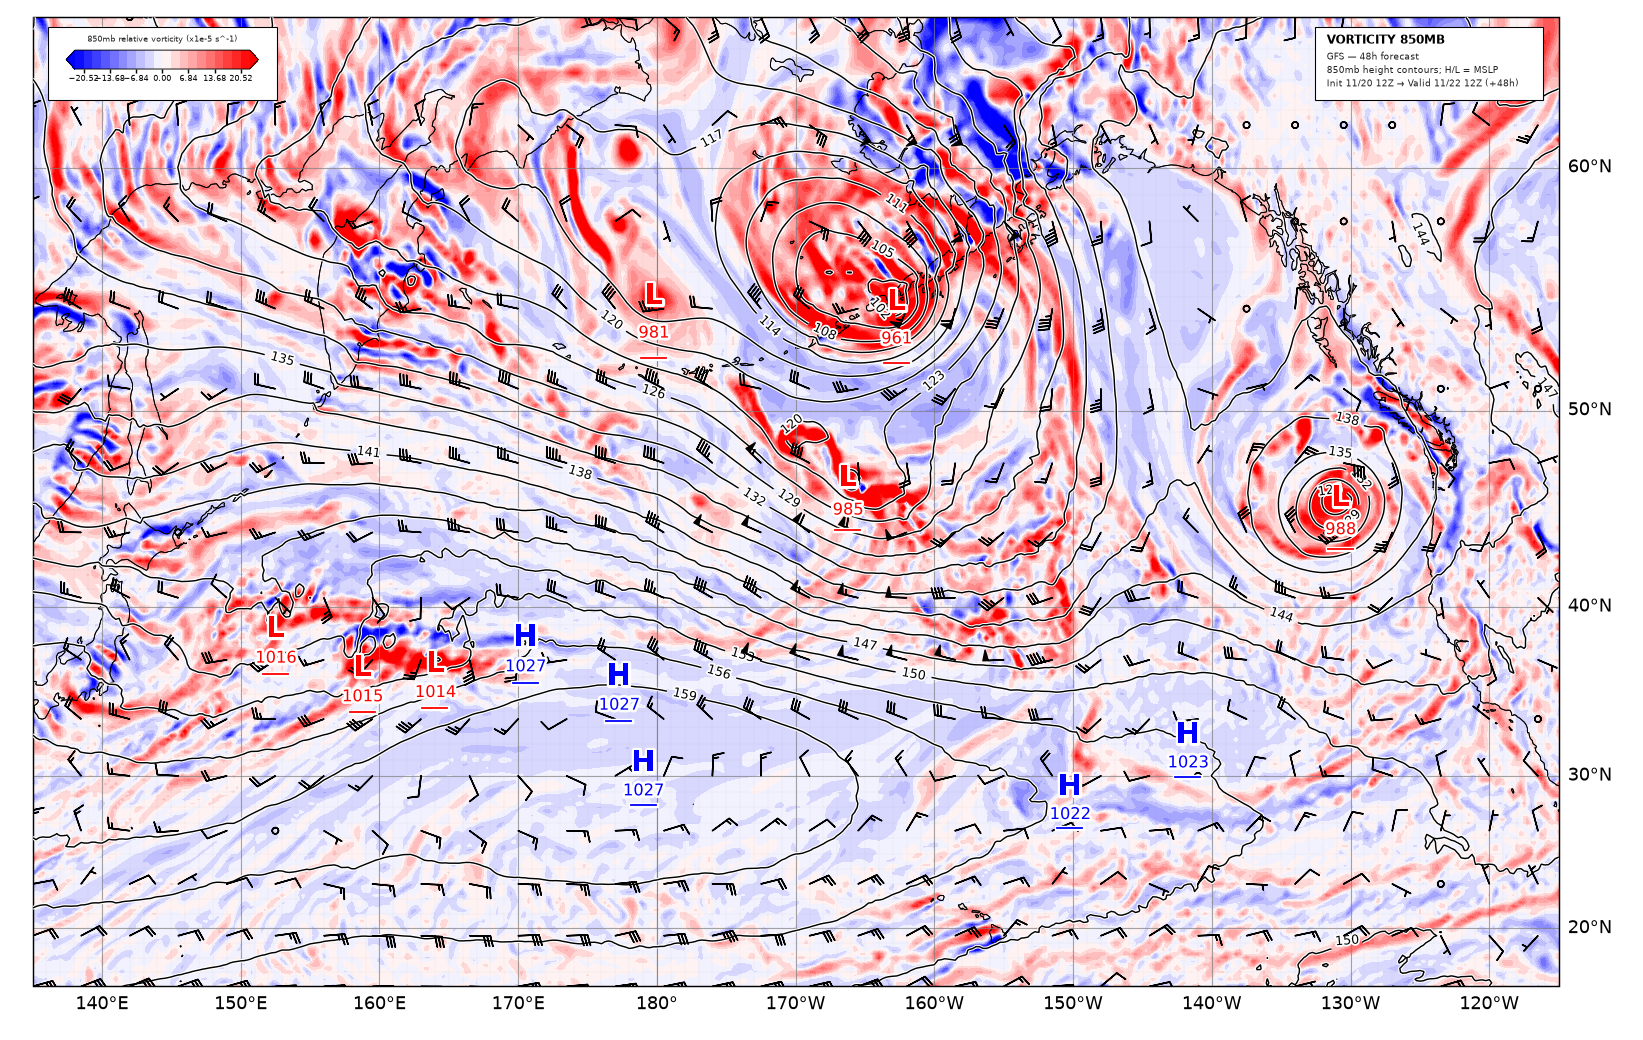 850mb relative vorticity (x1e-5 s^-1)
−20.52 −13.68 −6.84 0.00 6.84 13.68 20.52
VORTICITY 850MB
GFS — 48h forecast
850mb height contours; H/L = MSLP
Init 11/20 12Z → Valid 11/22 12Z (+48h)
117
60°N
111
144
105
L
981
L
961
102
120
114
108
135
126
123
147
50°N
120
138
141
138
135
132
132
129
L
985
L
988
40°N
144
L
1016
L
1015
L
1014
H
1027
H
1027
153
147
156
150
159
H
1027
H
1023
H
1022
30°N
20°N
150
140°E
150°E
160°E
170°E
180°
170°W
160°W
150°W
140°W
130°W
120°W